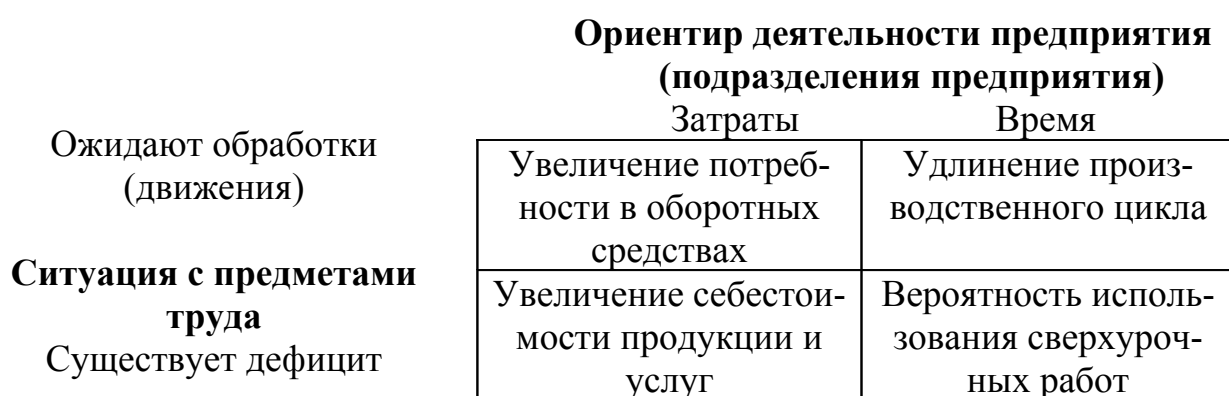 Ориентир деятельности предприятия
(подразделения предприятия)
Затраты Время
Ожидают обработки
(движения)
Увеличение потреб-
ности в оборотных
средствах
Удлинение произ-
водственного цикла
Ситуация с предметами
труда
Существует дефицит
Увеличение себестои-
мости продукции и
услуг
Вероятность исполь-
зования сверхуроч-
ных работ